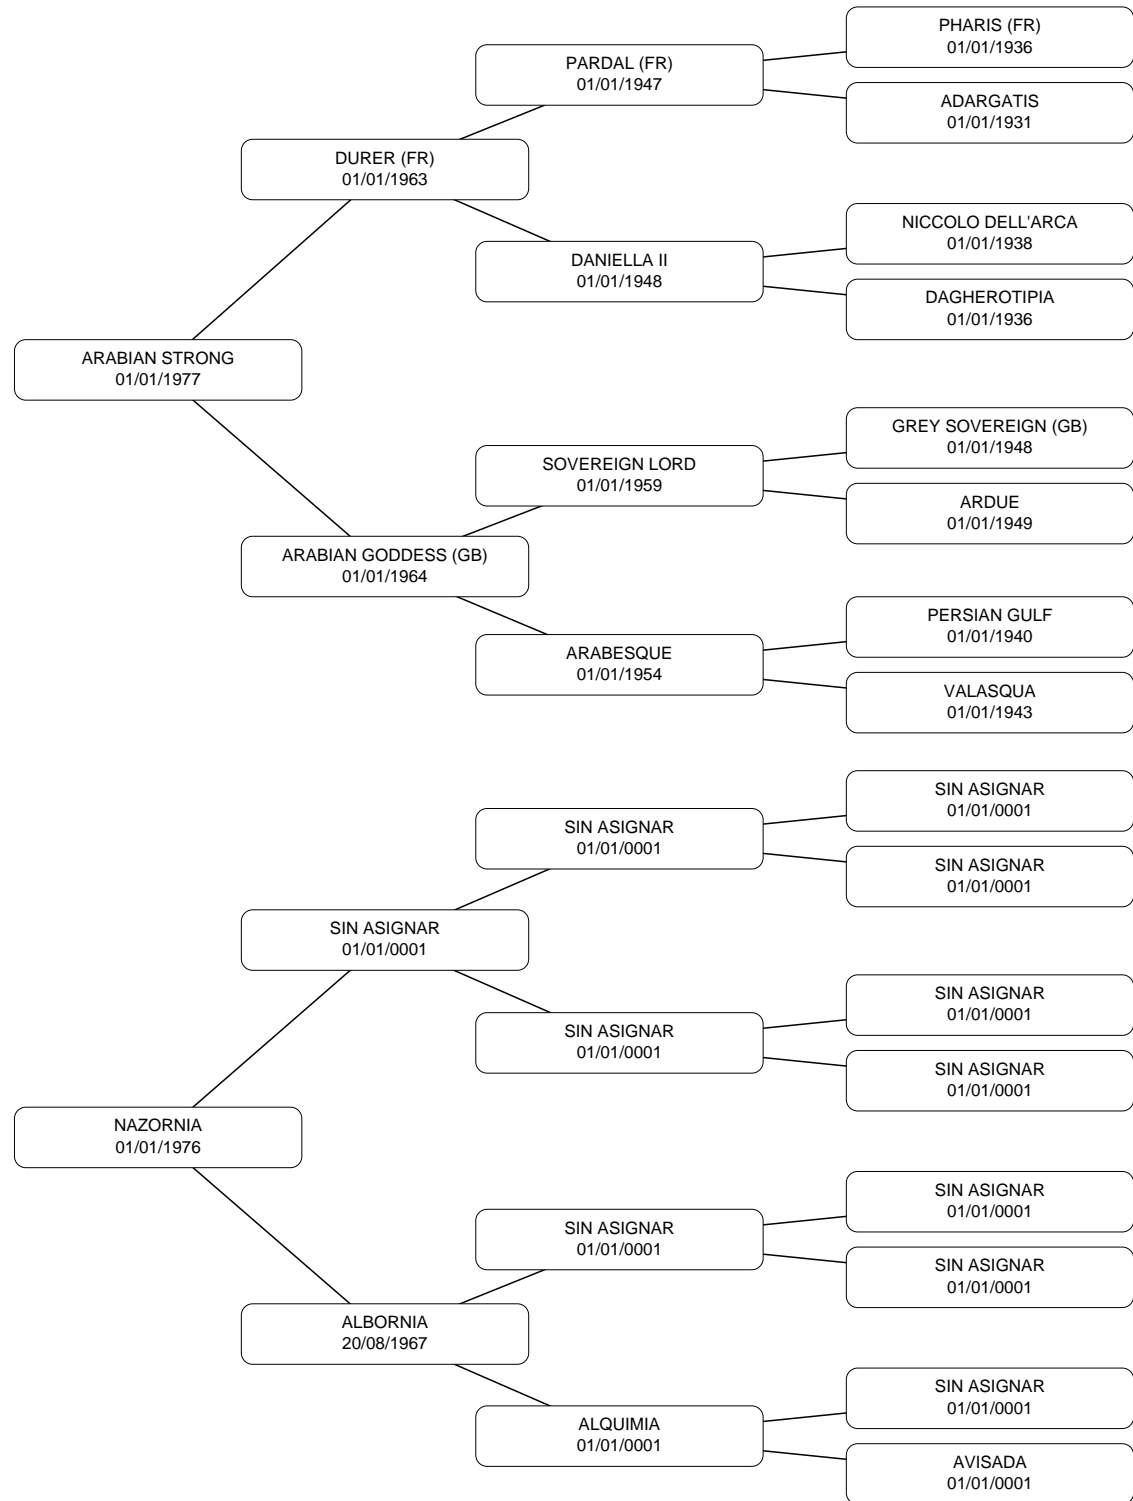 PHARIS (FR)
01/01/1936
PARDAL (FR)
01/01/1947
ADARGATIS
01/01/1931
DURER (FR)
01/01/1963
NICCOLO DELL'ARCA
01/01/1938
DANIELLA II
01/01/1948
DAGHEROTIPIA
01/01/1936
ARABIAN STRONG
01/01/1977
GREY SOVEREIGN (GB)
01/01/1948
SOVEREIGN LORD
01/01/1959
ARDUE
01/01/1949
ARABIAN GODDESS (GB)
01/01/1964
PERSIAN GULF
01/01/1940
ARABESQUE
01/01/1954
VALASQUA
01/01/1943
SIN ASIGNAR
01/01/0001
SIN ASIGNAR
01/01/0001
SIN ASIGNAR
01/01/0001
SIN ASIGNAR
01/01/0001
SIN ASIGNAR
01/01/0001
SIN ASIGNAR
01/01/0001
SIN ASIGNAR
01/01/0001
NAZORNIA
01/01/1976
SIN ASIGNAR
01/01/0001
SIN ASIGNAR
01/01/0001
SIN ASIGNAR
01/01/0001
ALBORNIA
20/08/1967
SIN ASIGNAR
01/01/0001
ALQUIMIA
01/01/0001
AVISADA
01/01/0001